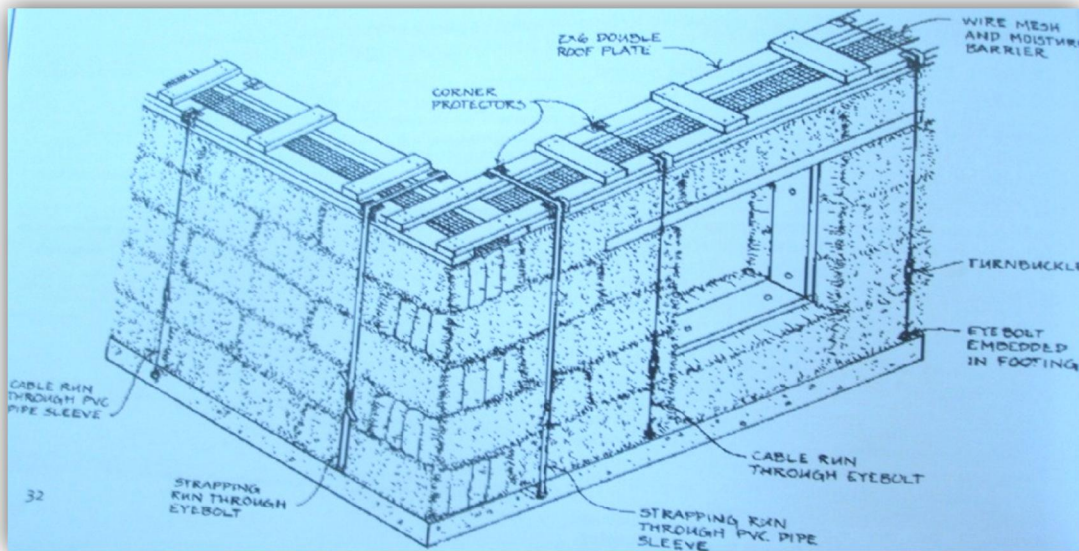 2x6 DOUBLE
ROOF PLATE
WIRE MESH
AND MOISTURE
BARRIER
CORNER
PROTECTORS
TURNBUCKLE
EYEBOLT
EMBEDDED
IN FOOTING
CABLE RUN
THROUGH PVC
PIPE SLEEVE
CABLE RUN
THROUGH EYEBOLT
STRAPPING
RUN THROUGH
EYEBOLT
32
STRAPPING RUN
THROUGH PVC PIPE
SLEEVE